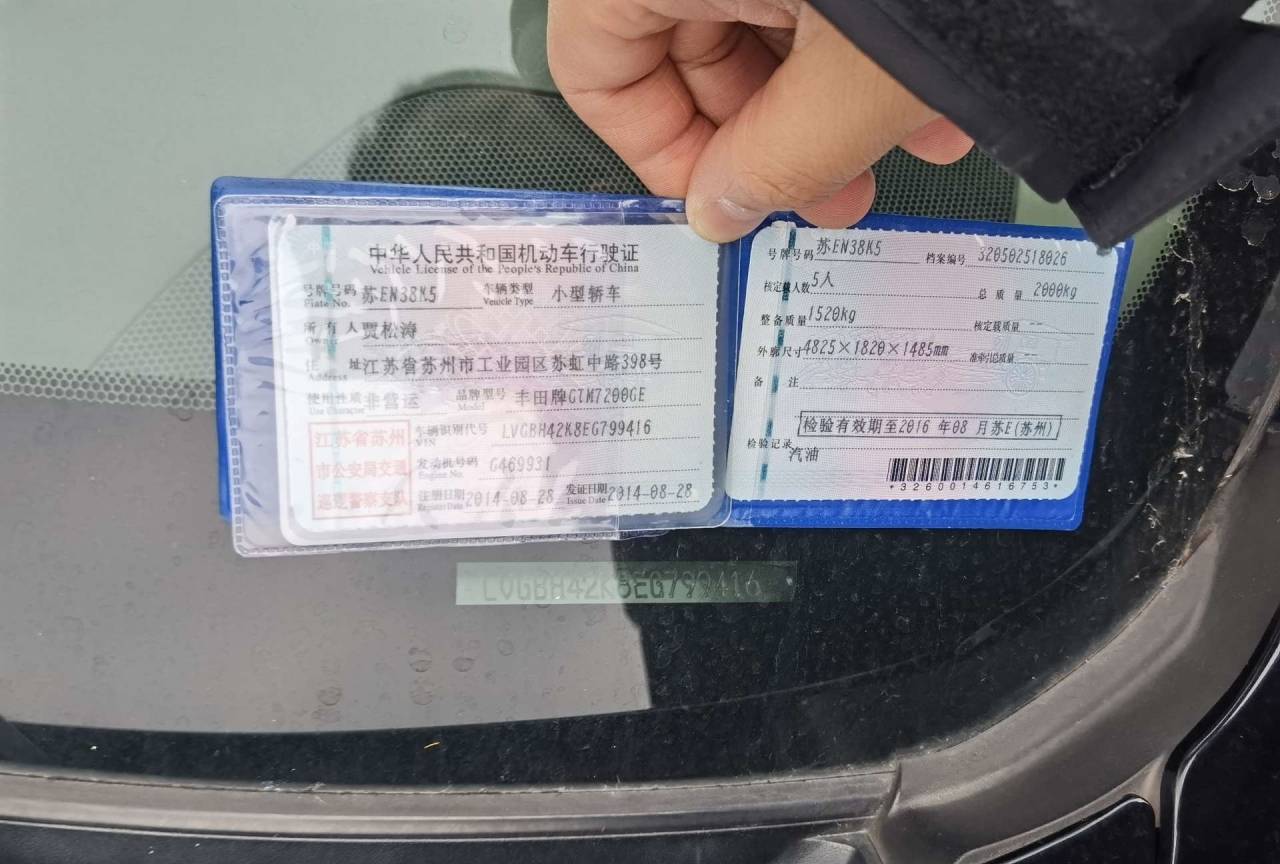 中华人民共和国机动车行驶证
Vehicle License of the People's Republic of China
号牌号码 苏EN38K5 车辆类型 小型轿车
Plate No. Vehicle Type
所有人 贾松涛
Owner
住 址 江苏省苏州市工业园区苏虹中路398号
Address
使用性质 非营运 品牌型号 丰田牌GTM7200GE
Use Character Model
江苏省苏州
市公安局交通
巡逻警察支队
车辆识别代号 LVGBH42K8EG799416
VIN
发动机号码 G469931
Engine No.
注册日期 2014-08-28 发证日期 2014-08-28
Register Date Issue Date
号牌号码 苏EN38K5 档案编号 320502518026
核定载人数 5人 总质量 2000kg
整备质量 1520kg 核定载质量 --
外廓尺寸 4825×1820×1485mm 准牵引总质量 --
备 注
检验有效期至2016 年08 月苏E(苏州)
检验记录
汽油
*3260014616753*
LVGBH42K8EG799416